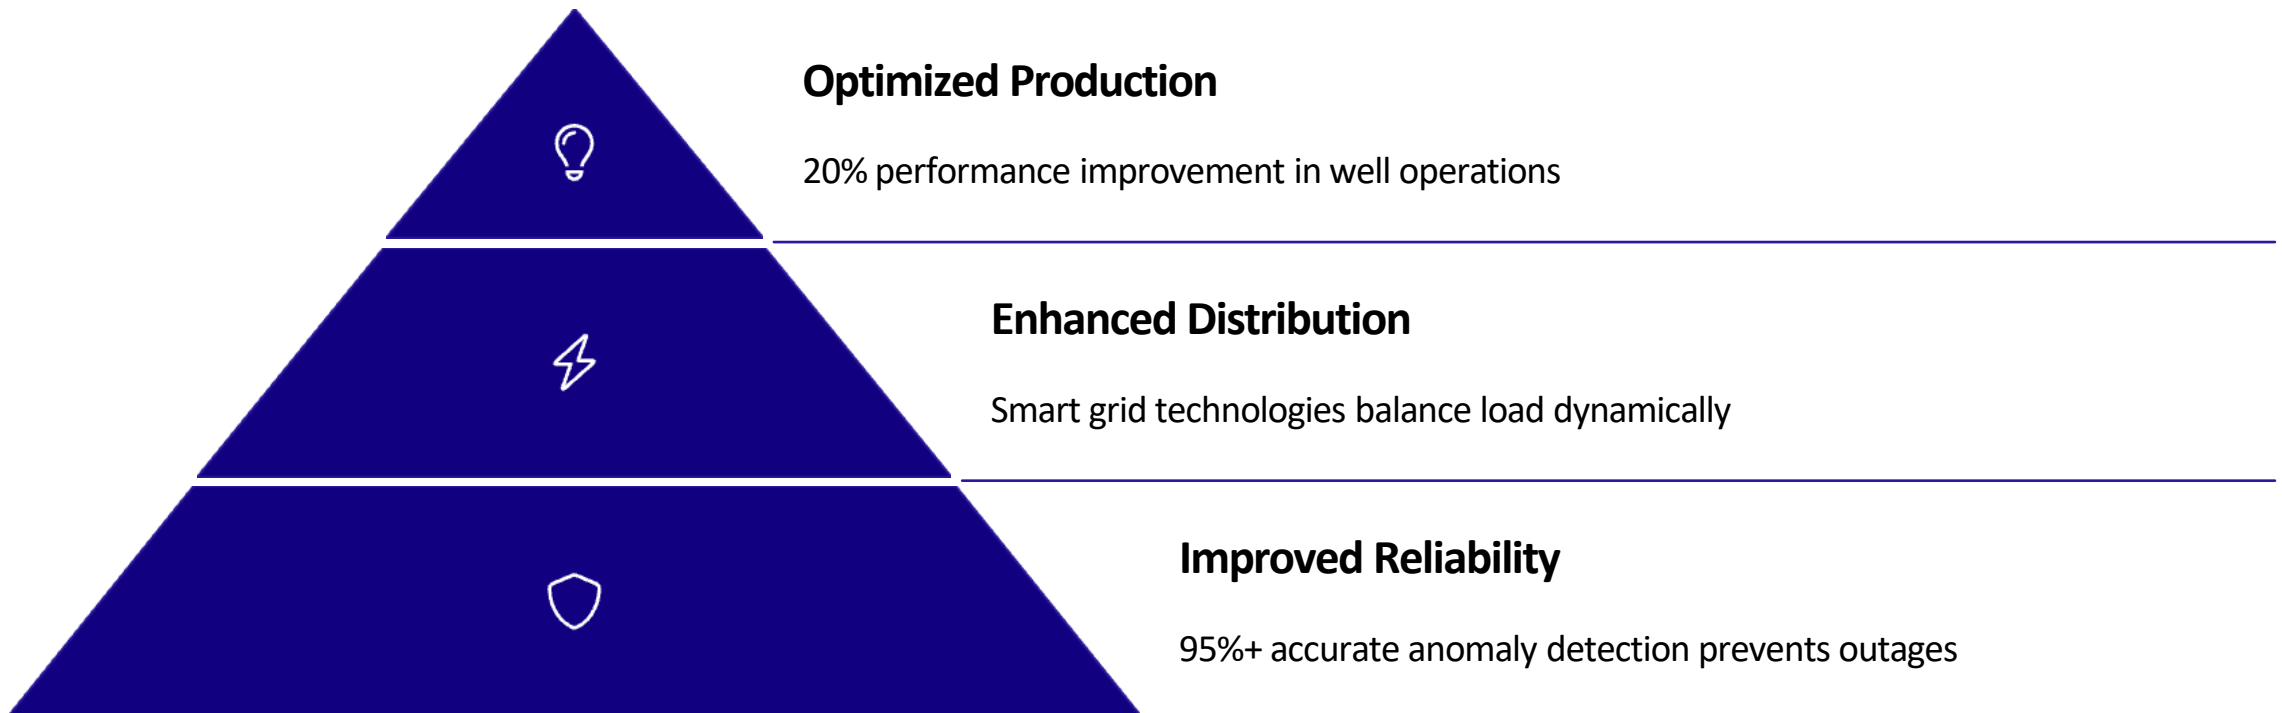 Optimized Production
20% performance improvement in well operations
Enhanced Distribution
Smart grid technologies balance load dynamically
Improved Reliability
95%+ accurate anomaly detection prevents outages